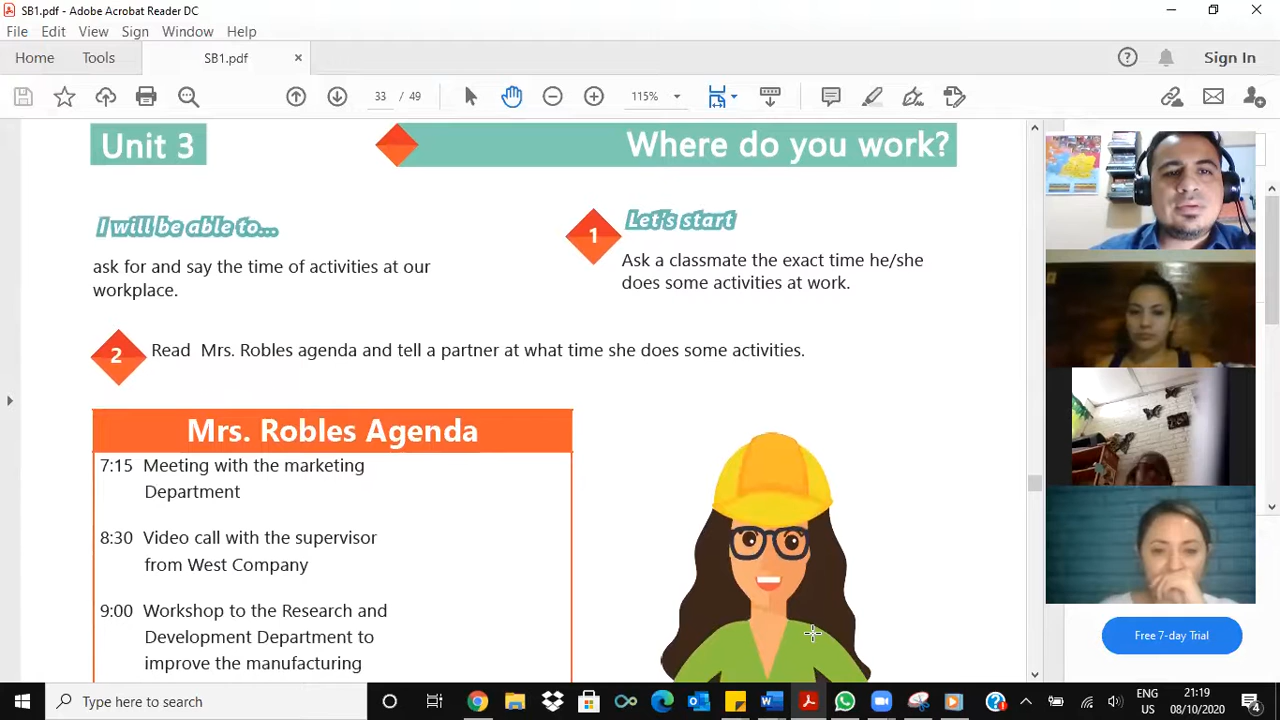 SB1.pdf - Adobe Acrobat Reader DC
File Edit View Sign Window Help
Home Tools SB1.pdf × Sign In
33 / 49 115%
Unit 3 Where do you work?
I will be able to...
ask for and say the time of activities at our
workplace.
1 Let's start
Ask a classmate the exact time he/she
does some activities at work.
2 Read Mrs. Robles agenda and tell a partner at what time she does some activities.
Mrs. Robles Agenda
7:15 Meeting with the marketing
Department
8:30 Video call with the supervisor
from West Company
9:00 Workshop to the Research and
Development Department to
improve the manufacturing
Free 7-day Trial
Type here to search
ENG 21:19
US 08/10/2020 4